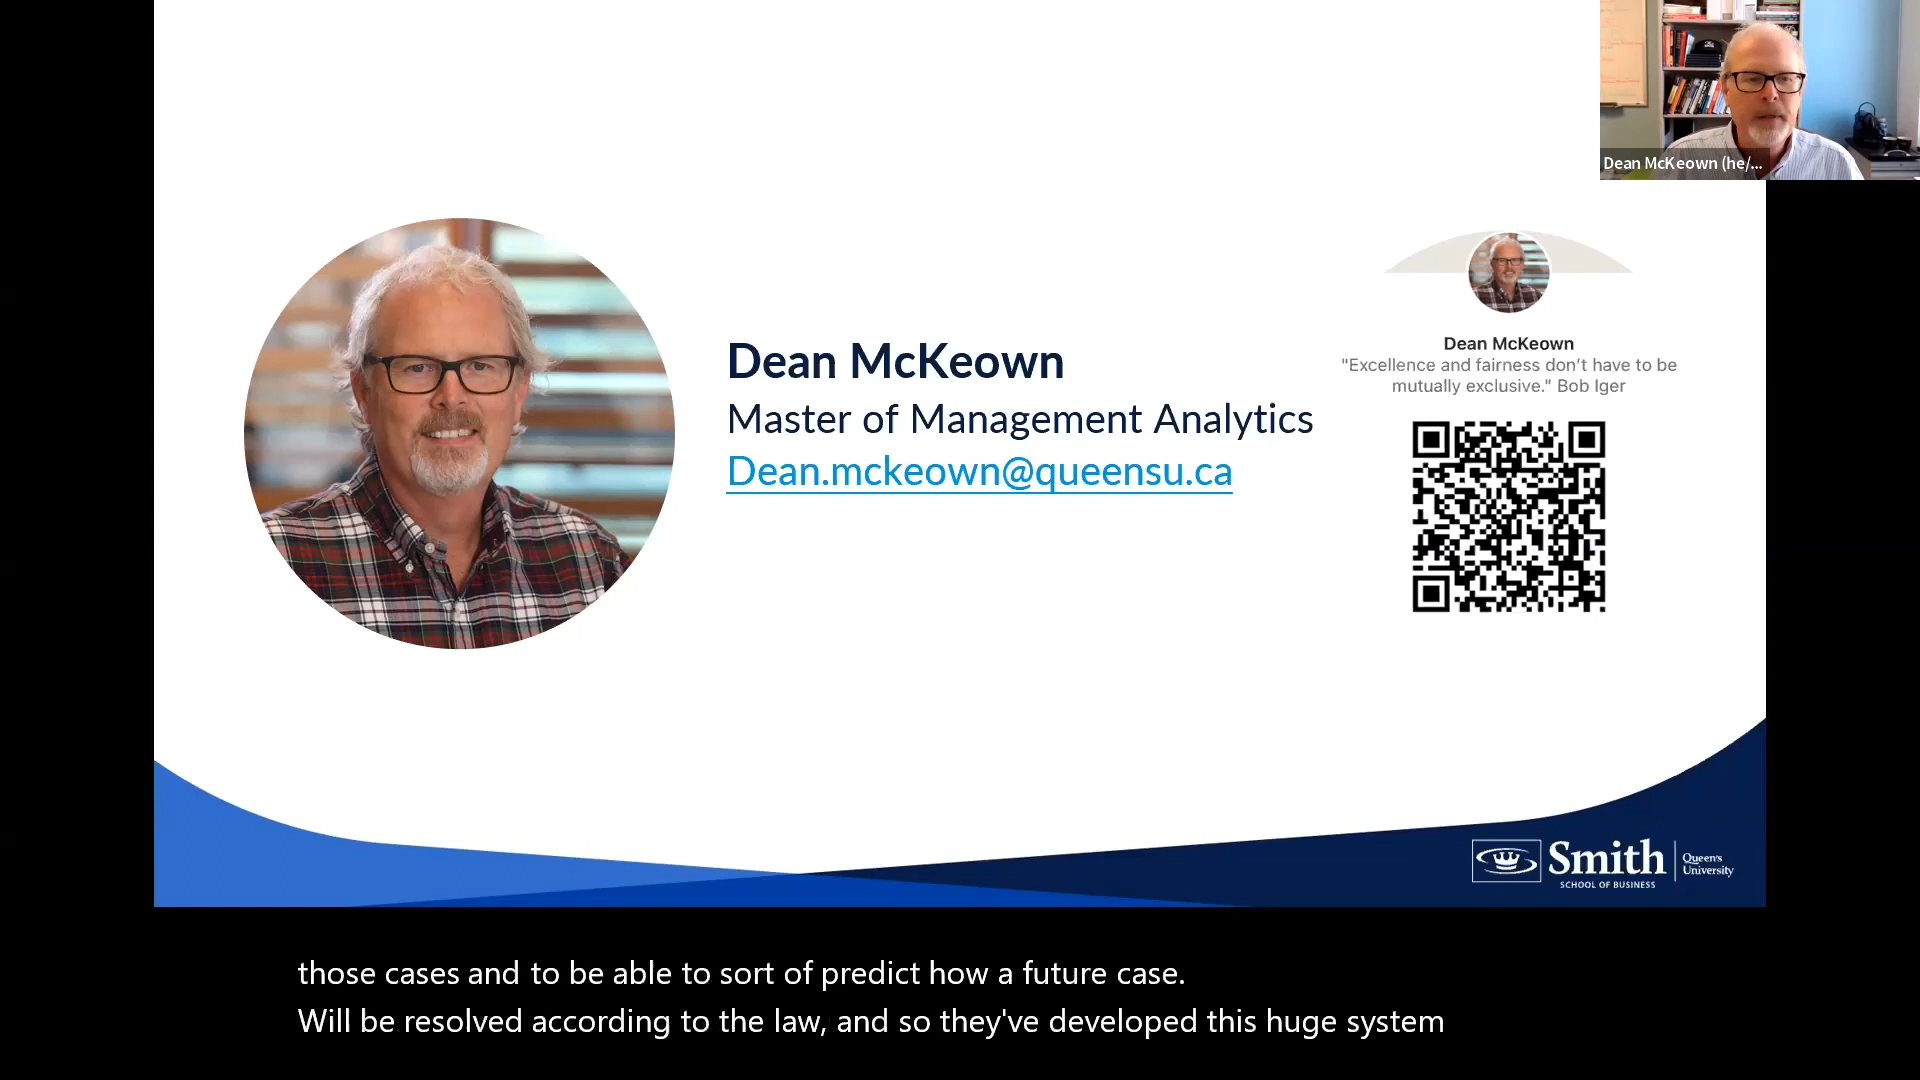 Dean McKeown (he/...
Dean McKeown
Master of Management Analytics
Dean.mckeown@queensu.ca
Dean McKeown
"Excellence and fairness don't have to be
mutually exclusive." Bob Iger
Smith
SCHOOL OF BUSINESS
Queen's
University
those cases and to be able to sort of predict how a future case.
Will be resolved according to the law, and so they've developed this huge system